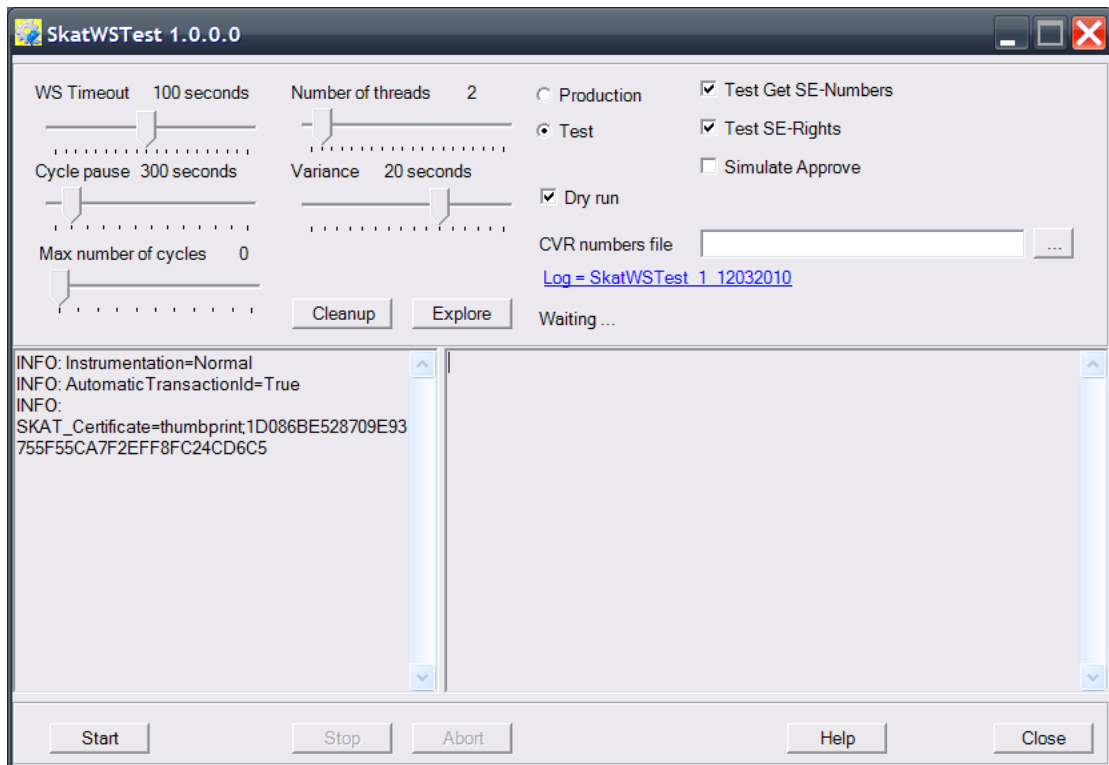 SkatWSTest 1.0.0.0
WS Timeout 100 seconds
Number of threads 2
Production
Test Get SE-Numbers
Test
Test SE-Rights
Cycle pause 300 seconds
Variance 20 seconds
Simulate Approve
Dry run
Max number of cycles 0
CVR numbers file
...
Log = SkatWSTest_1_12032010
Cleanup
Explore
Waiting ...
INFO: Instrumentation=Normal
INFO: AutomaticTransactionId=True
INFO:
SKAT_Certificate=thumbprint;1D086BE528709E93
755F55CA7F2EFF8FC24CD6C5
Start
Stop
Abort
Help
Close